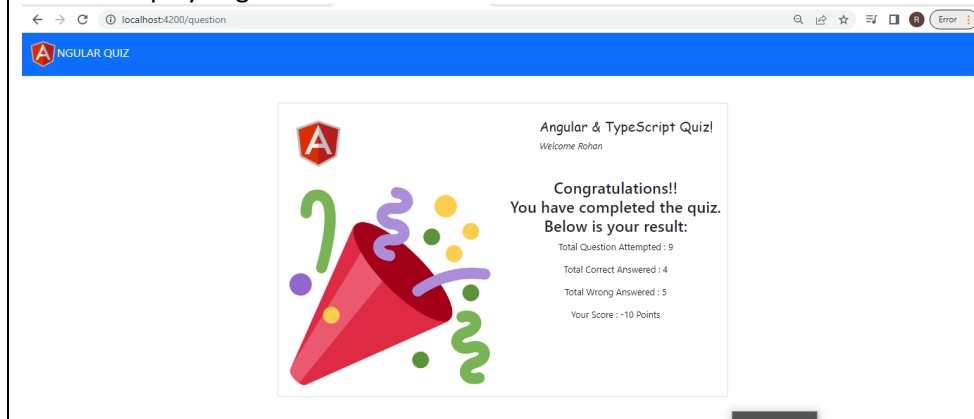 localhost:4200/question
R
Error
NGULAR QUIZ
A
Angular & TypeScript Quiz!
Welcome Rohan
Congratulations!!
You have completed the quiz.
Below is your result:
Total Question Attempted : 9
Total Correct Answered : 4
Total Wrong Answered : 5
Your Score : -10 Points